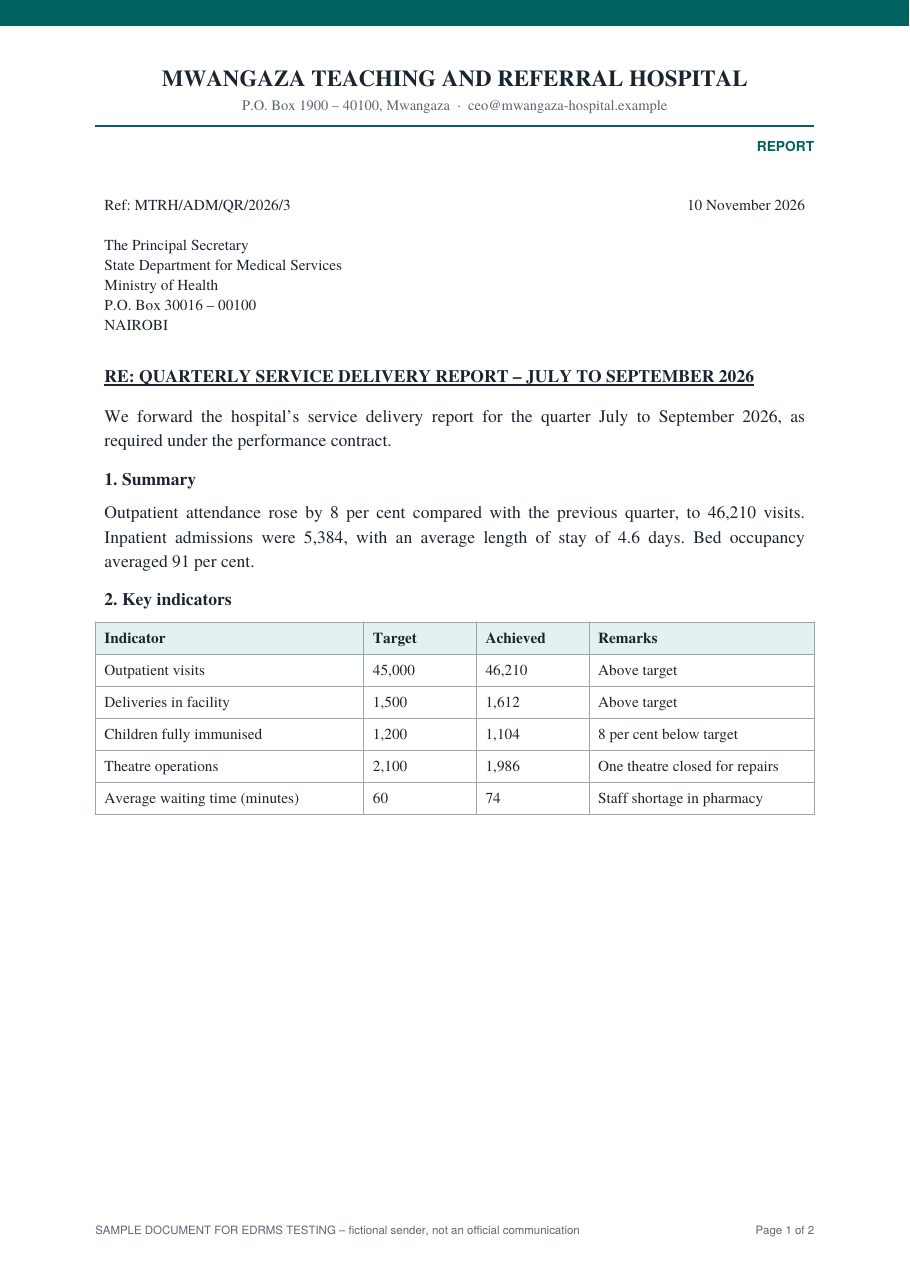 MWANGAZA TEACHING AND REFERRAL HOSPITAL
P.O. Box 1900 – 40100, Mwangaza · ceo@mwangaza-hospital.example
REPORT
Ref: MTRH/ADM/QR/2026/3 10 November 2026
The Principal Secretary
State Department for Medical Services
Ministry of Health
P.O. Box 30016 – 00100
NAIROBI
RE: QUARTERLY SERVICE DELIVERY REPORT – JULY TO SEPTEMBER 2026
We forward the hospital’s service delivery report for the quarter July to September 2026, as
required under the performance contract.
1. Summary
Outpatient attendance rose by 8 per cent compared with the previous quarter, to 46,210 visits.
Inpatient admissions were 5,384, with an average length of stay of 4.6 days. Bed occupancy
averaged 91 per cent.
2. Key indicators
Indicator Target Achieved Remarks
Outpatient visits 45,000 46,210 Above target
Deliveries in facility 1,500 1,612 Above target
Children fully immunised 1,200 1,104 8 per cent below target
Theatre operations 2,100 1,986 One theatre closed for repairs
Average waiting time (minutes) 60 74 Staff shortage in pharmacy
SAMPLE DOCUMENT FOR EDRMS TESTING – fictional sender, not an official communication Page 1 of 2